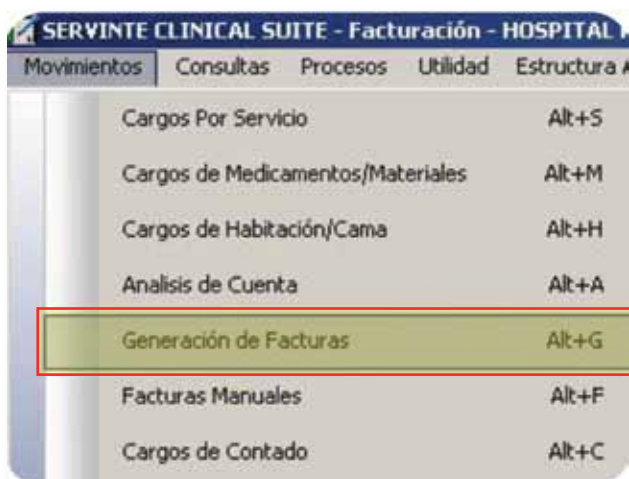 SERVINTE CLINICAL SUITE - Facturación - HOSPITAL
Movimientos Consultas Procesos Utilidad Estructura
Cargos Por Servicio Alt+S
Cargos de Medicamentos/Materiales Alt+M
Cargos de Habitación/Cama Alt+H
Analisis de Cuenta Alt+A
Generación de Facturas Alt+G
Facturas Manuales Alt+F
Cargos de Contado Alt+C